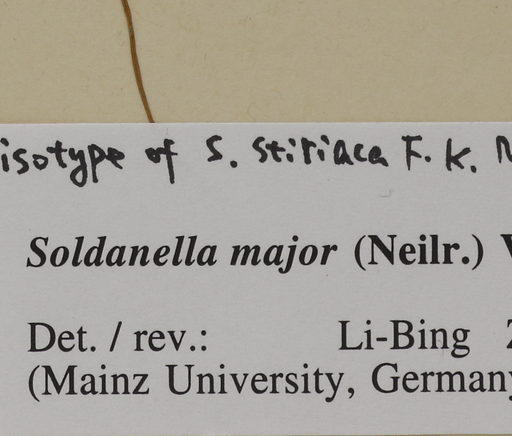 isotype of S. stiriaca F. K.
Soldanella major (Neilr.)
Det. / rev.: Li-Bing
(Mainz University, Germany